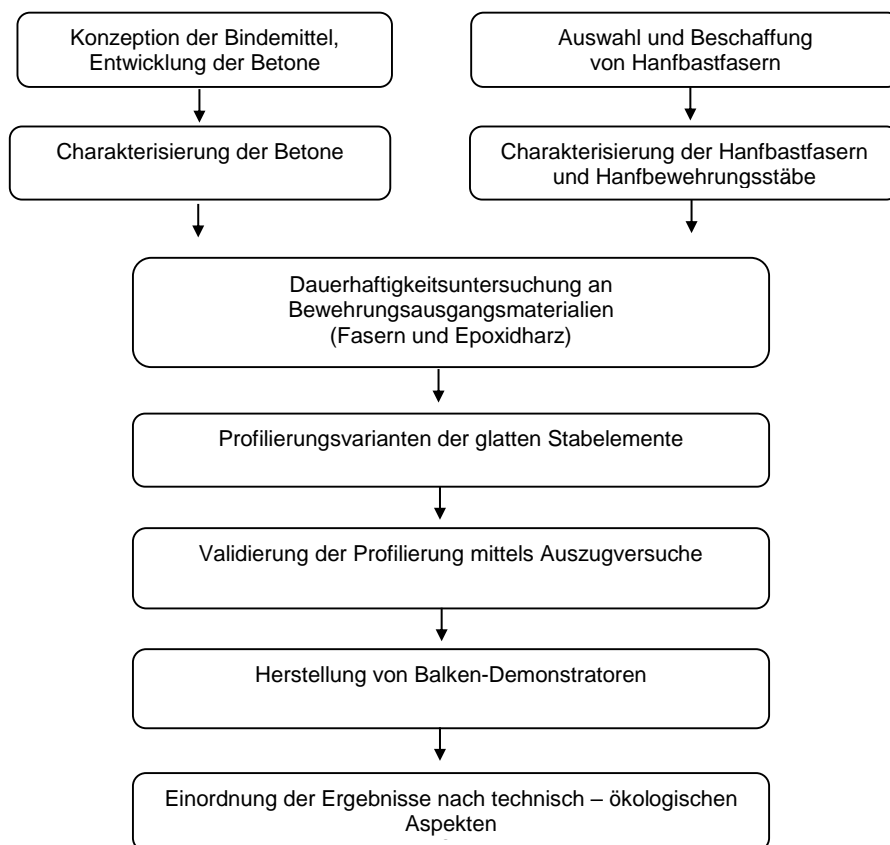 Konzeption der Bindemittel,
Entwicklung der Betone
Auswahl und Beschaffung
von Hanfbastfasern
Charakterisierung der Betone
Charakterisierung der Hanfbastfasern
und Hanfbewehrungsstäbe
Dauerhaftigkeitsuntersuchung an
Bewehrungsausgangsmaterialien
(Fasern und Epoxidharz)
Profilierungsvarianten der glatten Stabelemente
Validierung der Profilierung mittels Auszugversuche
Herstellung von Balken-Demonstratoren
Einordnung der Ergebnisse nach technisch – ökologischen
Aspekten